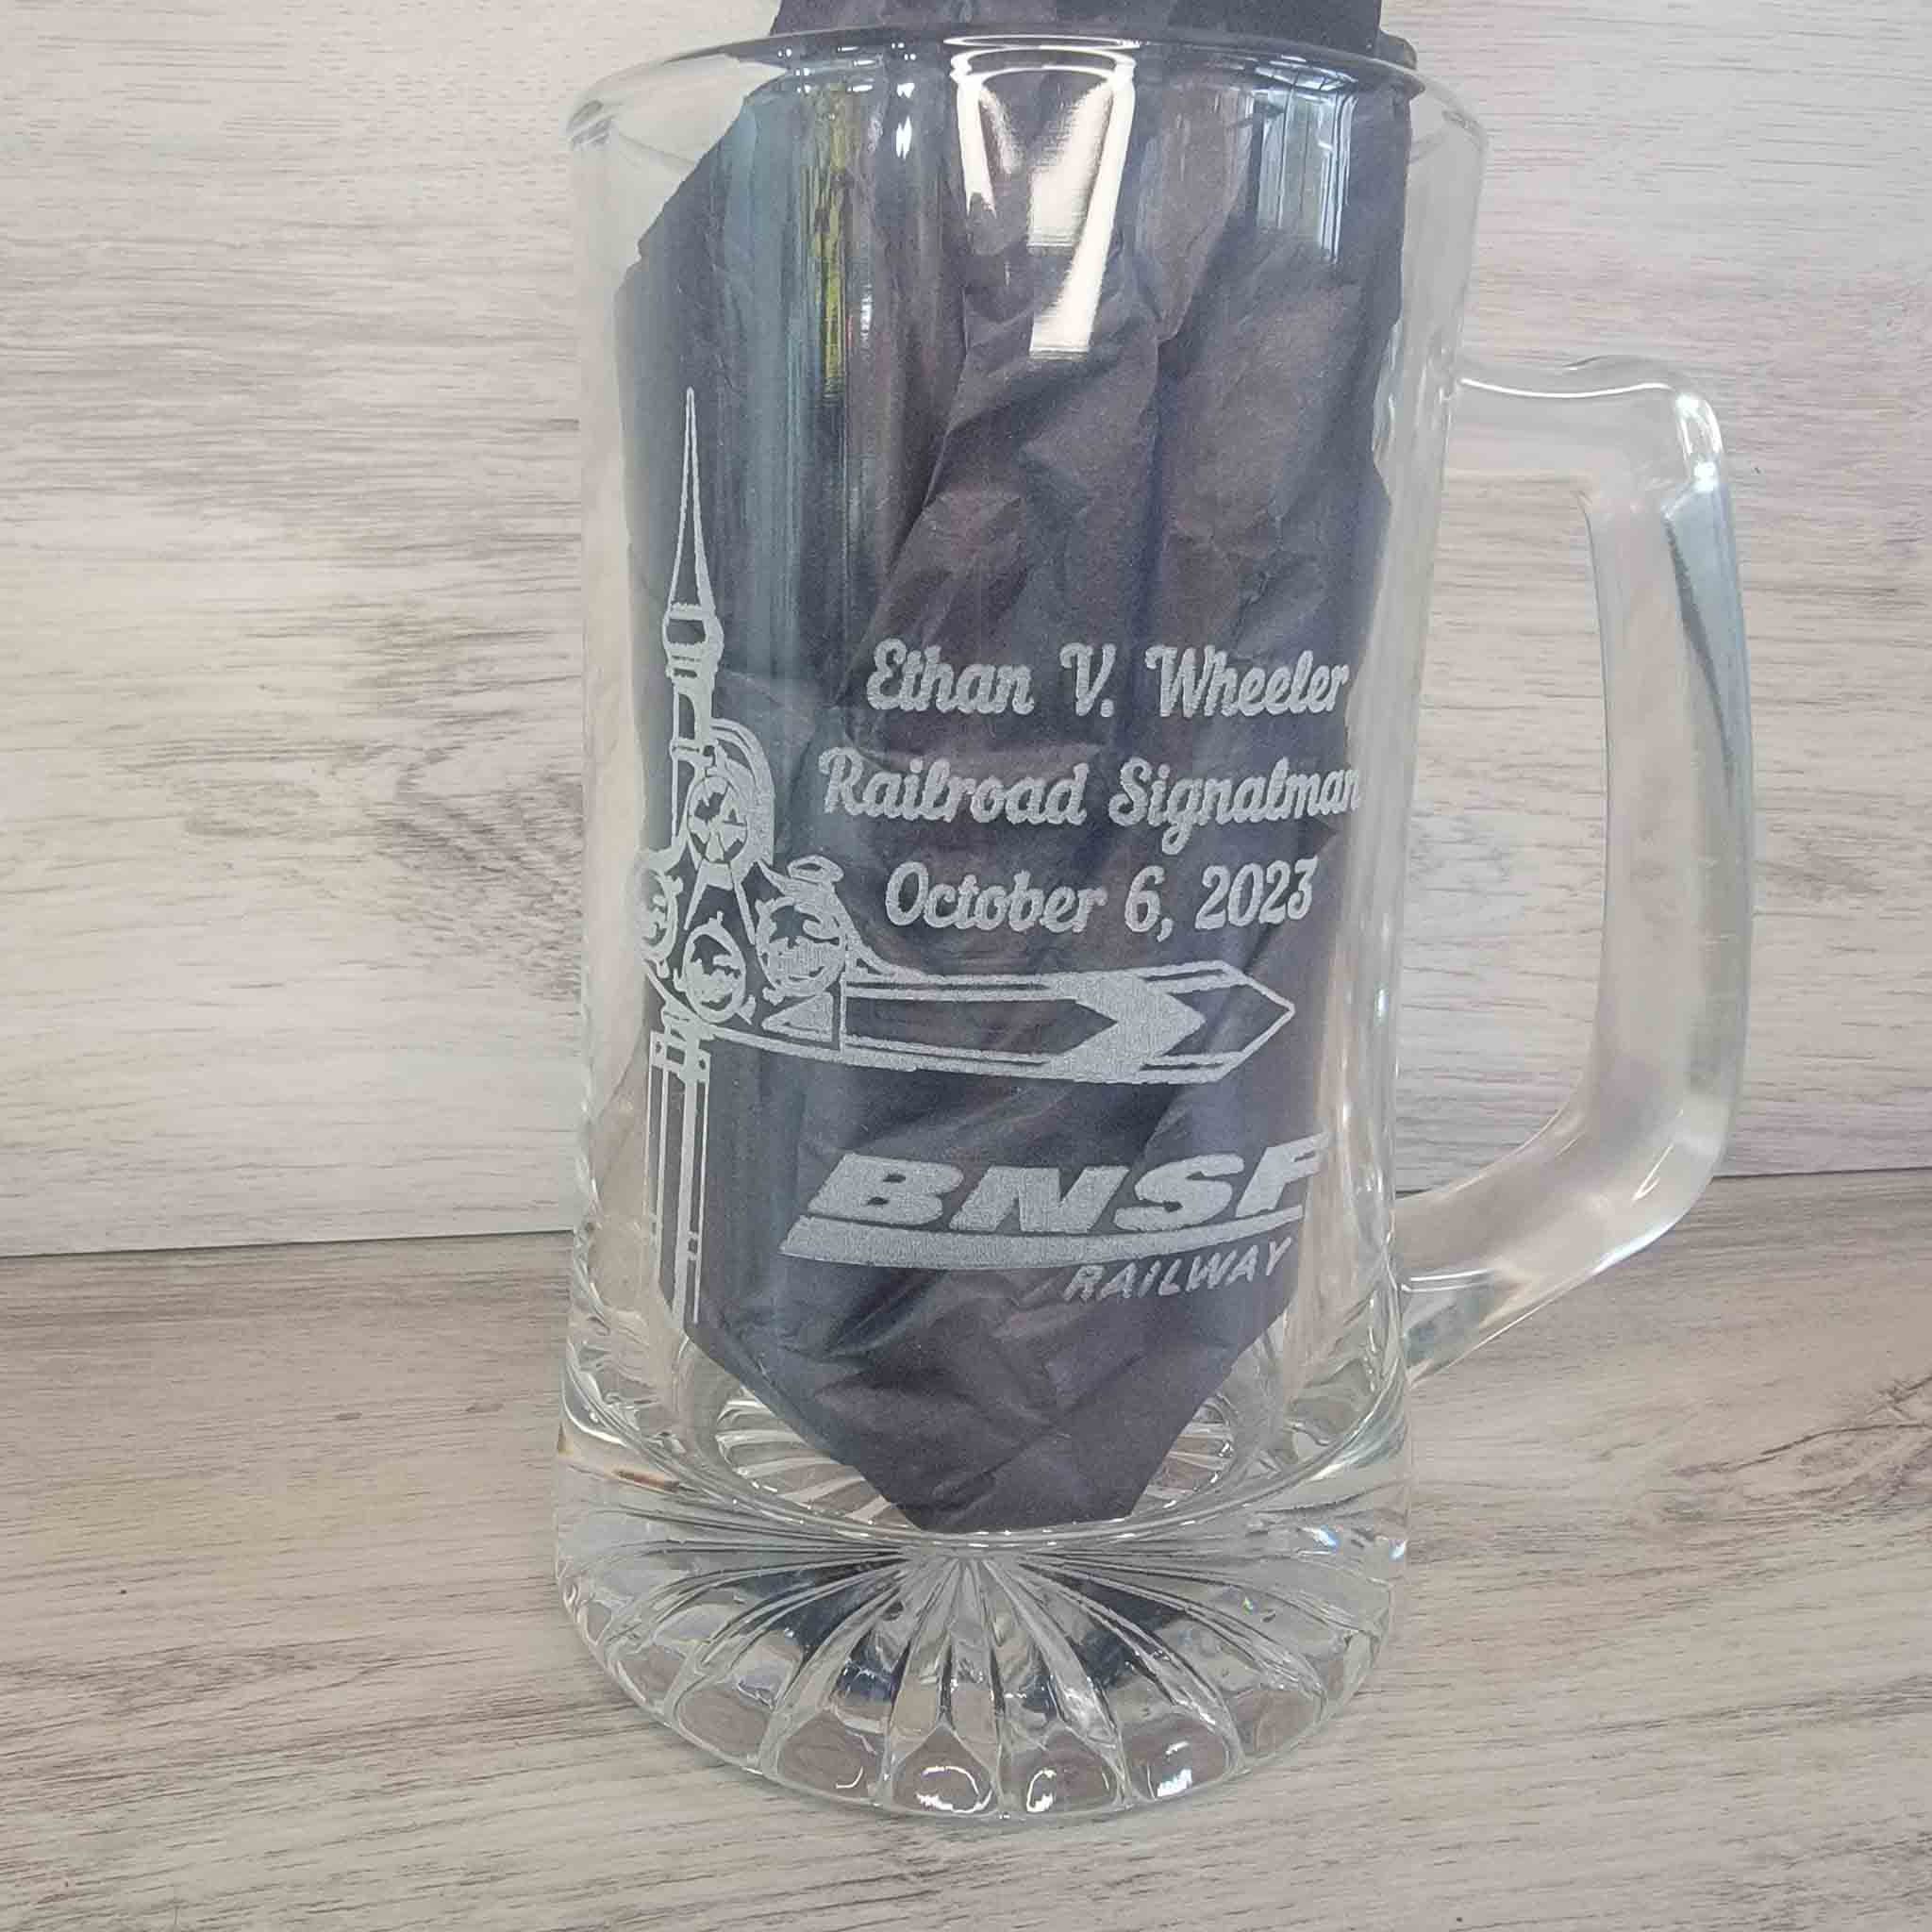 Ethan V. Wheeler
Railroad Signalman
October 6, 2023
BNSF
RAILWAY